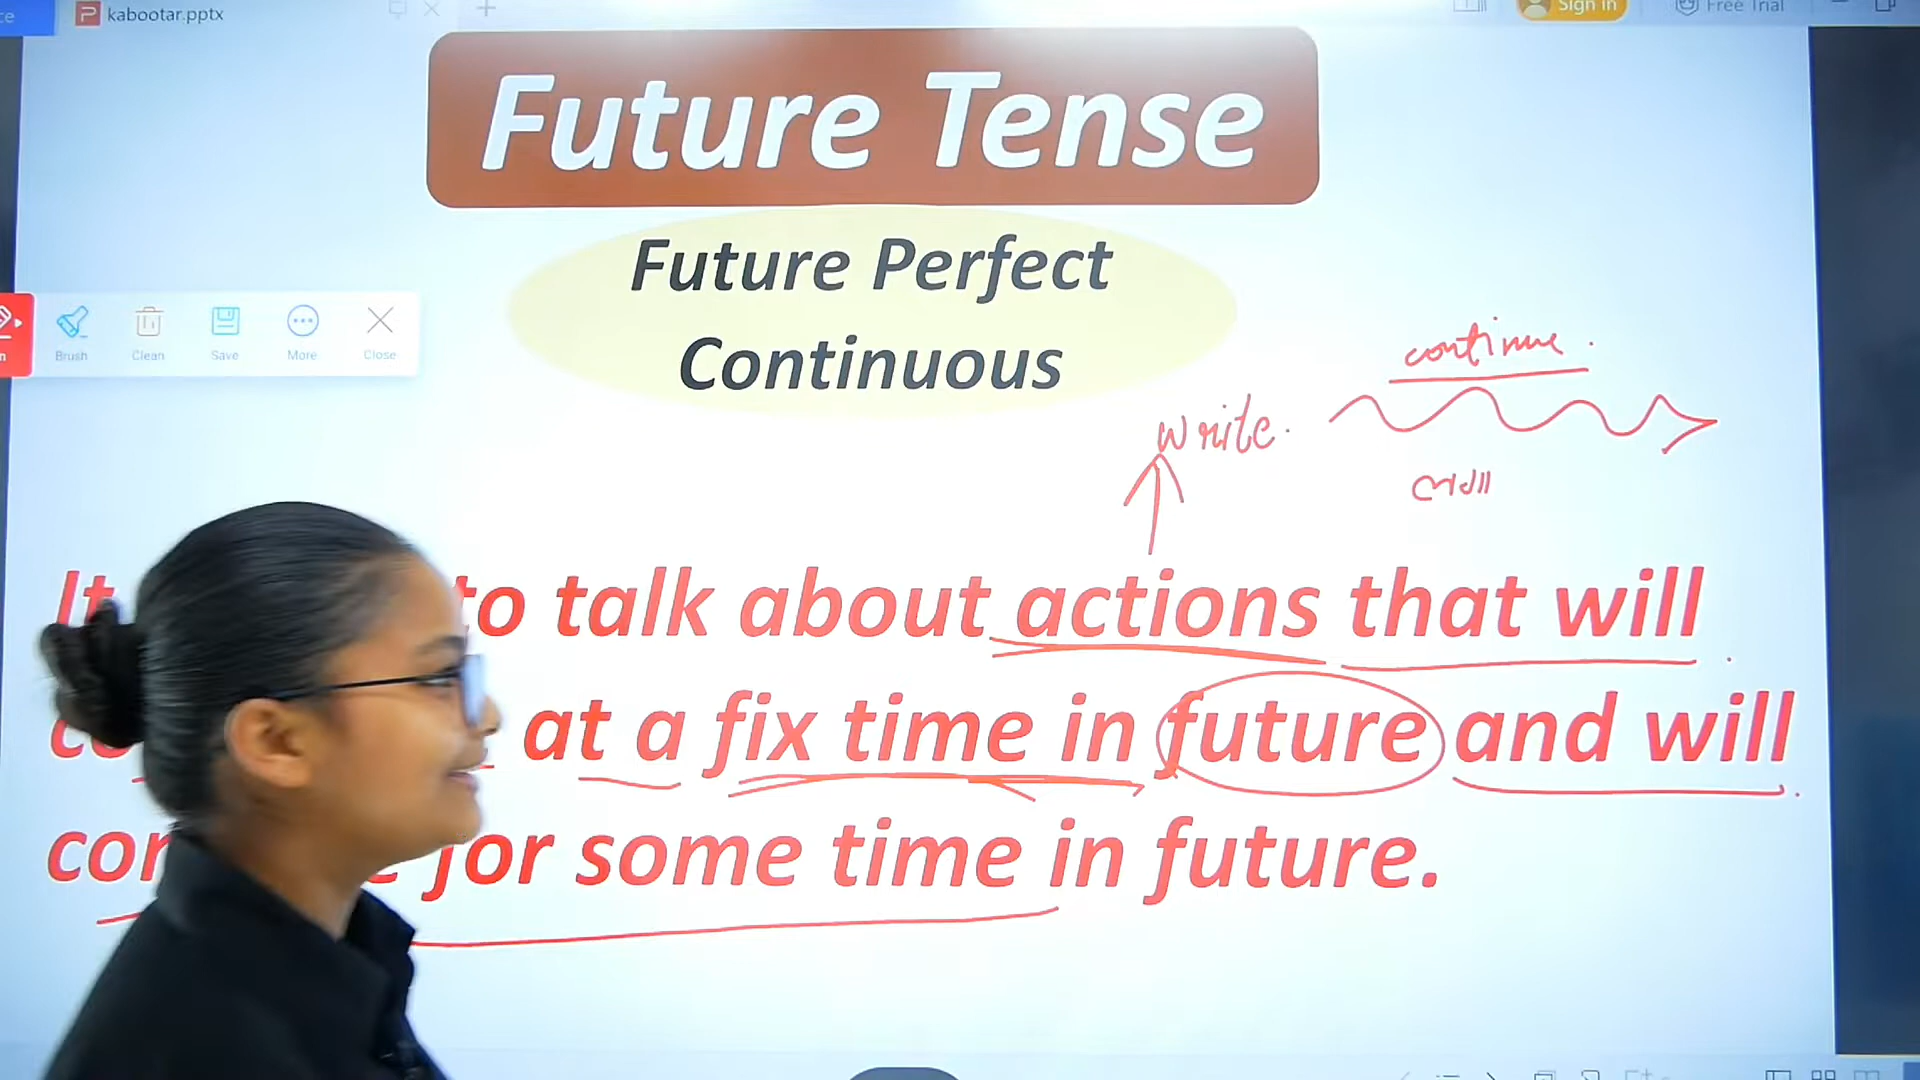 kabootar.pptx
Sign in
Free Trial
Future Tense
Future Perfect
Continuous
Brush
Clean
Save
More
Close
continue.
write.
It to talk about actions that will
at a fix time in future and will
for some time in future.